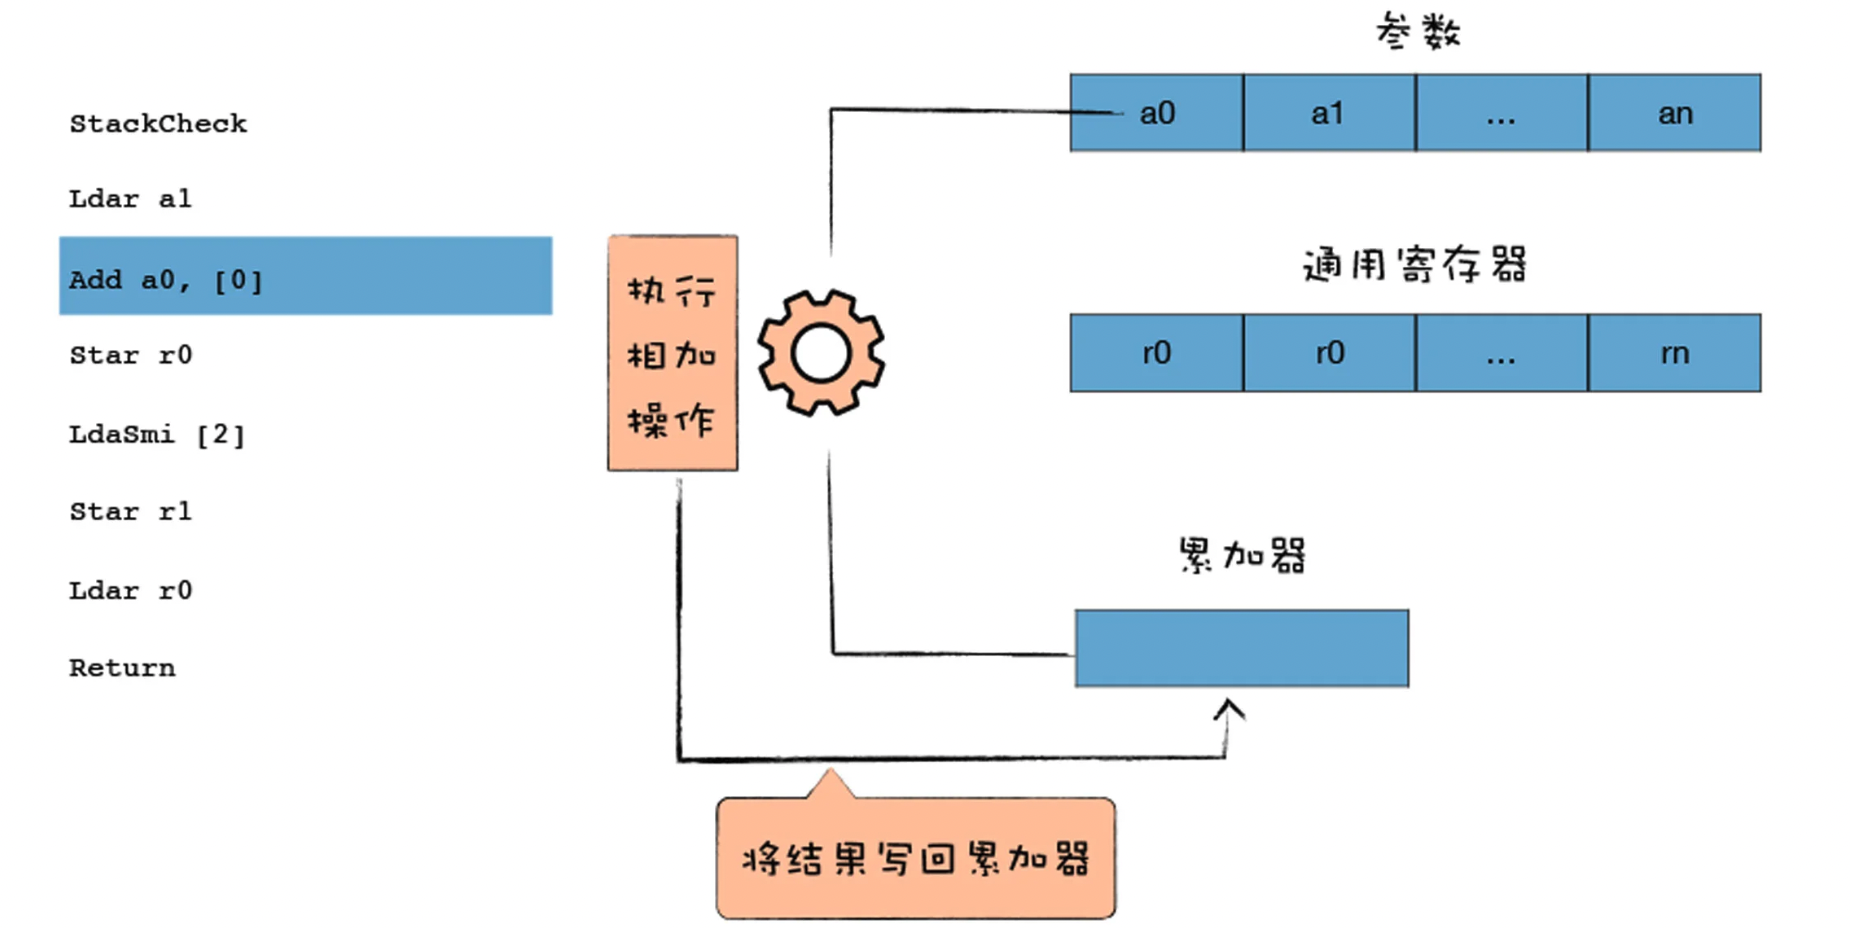 StackCheck
Ldar a1
Add a0, [0]
Star r0
LdaSmi [2]
Star r1
Ldar r0
Return
执行
相加
操作
参数
a0 a1 ... an
通用寄存器
r0 r0 ... rn
累加器
将结果写回累加器